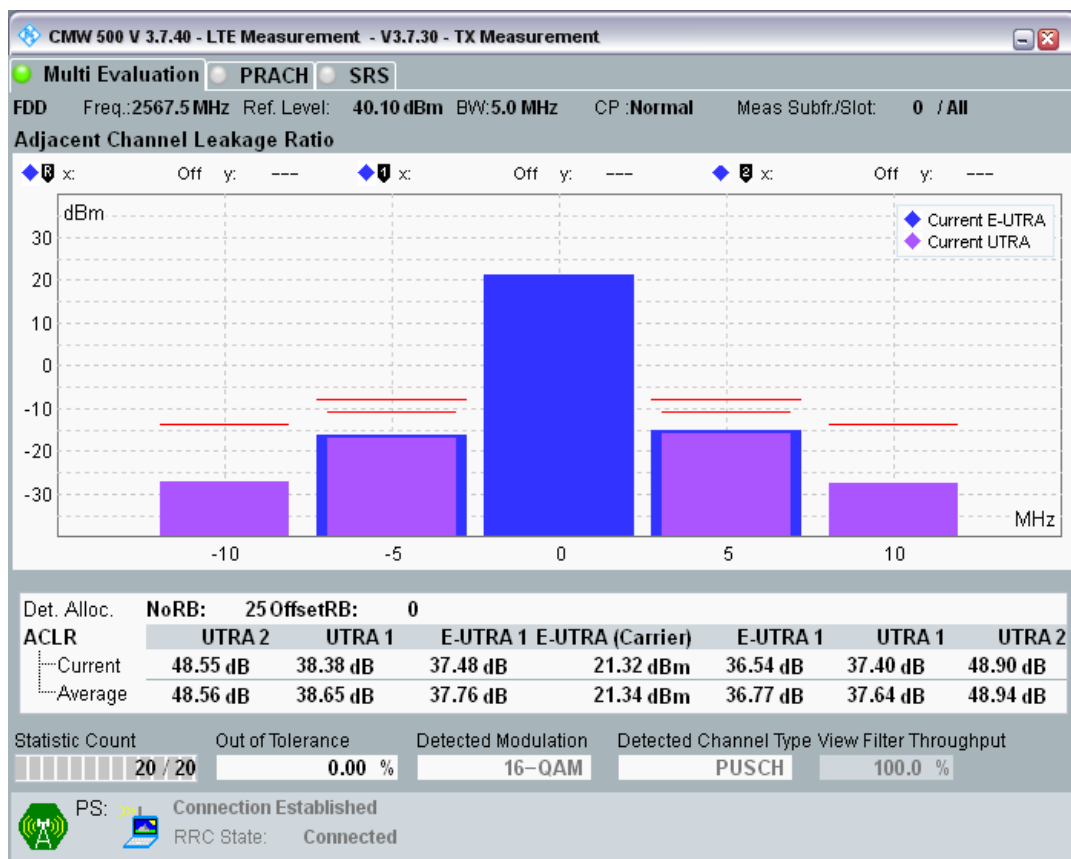 CMW 500 V 3.7.40 - LTE Measurement - V3.7.30 - TX Measurement
Multi Evaluation PRACH SRS
FDD Freq.:2567.5 MHz Ref. Level: 40.10 dBm BW:5.0 MHz CP :Normal Meas Subfr./Slot: 0 / All
Adjacent Channel Leakage Ratio
R x: Off y: --- 1 x: Off y: --- 2 x: Off y: ---
dBm
Current E-UTRA
Current UTRA
30
20
10
0
-10
-20
-30
MHz
-10 -5 0 5 10
Det. Alloc. NoRB: 25 OffsetRB: 0
ACLR UTRA 2 UTRA 1 E-UTRA 1 E-UTRA (Carrier) E-UTRA 1 UTRA 1 UTRA 2
Current 48.55 dB 38.38 dB 37.48 dB 21.32 dBm 36.54 dB 37.40 dB 48.90 dB
Average 48.56 dB 38.65 dB 37.76 dB 21.34 dBm 36.77 dB 37.64 dB 48.94 dB
Statistic Count Out of Tolerance Detected Modulation Detected Channel Type View Filter Throughput
20 / 20 0.00 % 16-QAM PUSCH 100.0 %
PS: Connection Established
RRC State: Connected